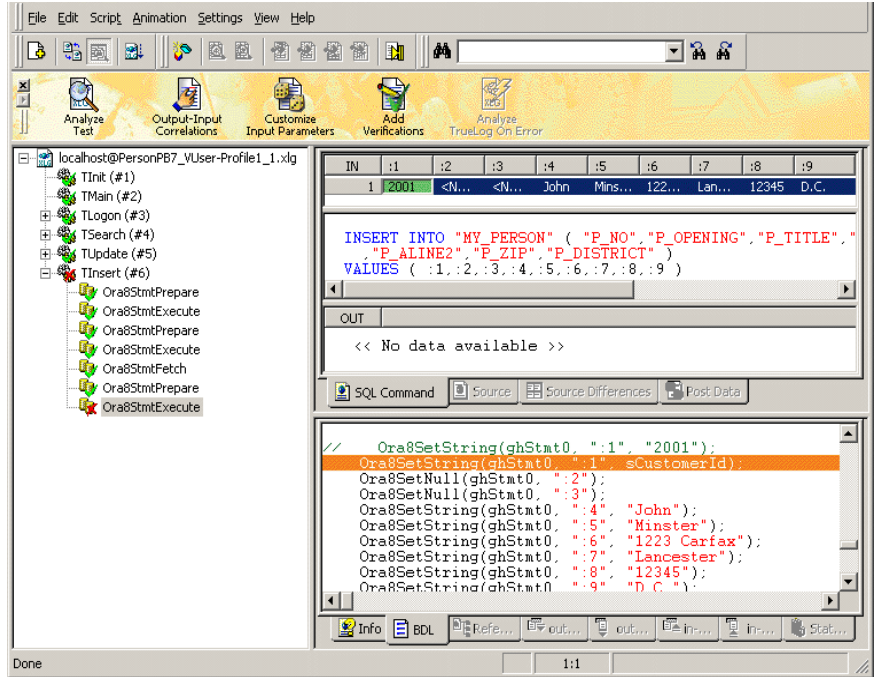 File Edit Script Animation Settings View Help
Analyze Test
Output-Input Correlations
Customize Input Parameters
Add Verifications
Analyze TrueLog On Error
localhost@PersonPB7_VUser-Profile1_1.xlg
TInit (#1)
TMain (#2)
TLogon (#3)
TSearch (#4)
TUpdate (#5)
TInsert (#6)
Ora8StmtPrepare
Ora8StmtExecute
Ora8StmtPrepare
Ora8StmtExecute
Ora8StmtFetch
Ora8StmtPrepare
Ora8StmtExecute
IN :1 :2 :3 :4 :5 :6 :7 :8 :9
1 2001 <N... <N... John Mins... 122... Lan... 12345 D.C.
INSERT INTO "MY_PERSON" ( "P_NO","P_OPENING","P_TITLE","
,"P_ALINE2","P_ZIP","P_DISTRICT" )
VALUES ( :1,:2,:3,:4,:5,:6,:7,:8,:9 )
OUT
<< No data available >>
SQL Command Source Source Differences Post Data
// Ora8SetString(ghStmt0, ":1", "2001");
Ora8SetString(ghStmt0, ":1", sCustomerId);
Ora8SetNull(ghStmt0, ":2");
Ora8SetNull(ghStmt0, ":3");
Ora8SetString(ghStmt0, ":4", "John");
Ora8SetString(ghStmt0, ":5", "Minster");
Ora8SetString(ghStmt0, ":6", "1223 Carfax");
Ora8SetString(ghStmt0, ":7", "Lancester");
Ora8SetString(ghStmt0, ":8", "12345");
Ora8SetString(ghStmt0, ":9", "D.C.");
Info BDL Refe... out... out... in-... in-... Stat...
Done 1:1